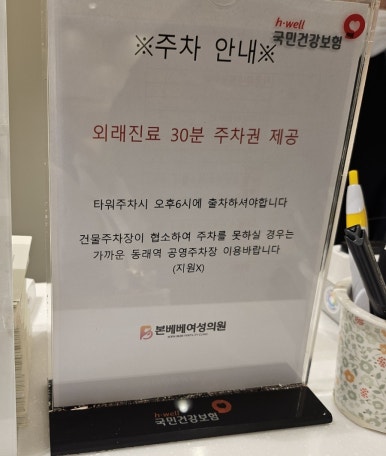 h-well
국민건강보험
※주차 안내※
외래진료 30분 주차권 제공
타워주차시 오후6시에 출차하셔야합니다
건물주차장이 협소하여 주차를 못하실 경우는
가까운 동래역 공영주차장 이용바랍니다
(지원X)
본베베여성의원
h-well
국민건강보험